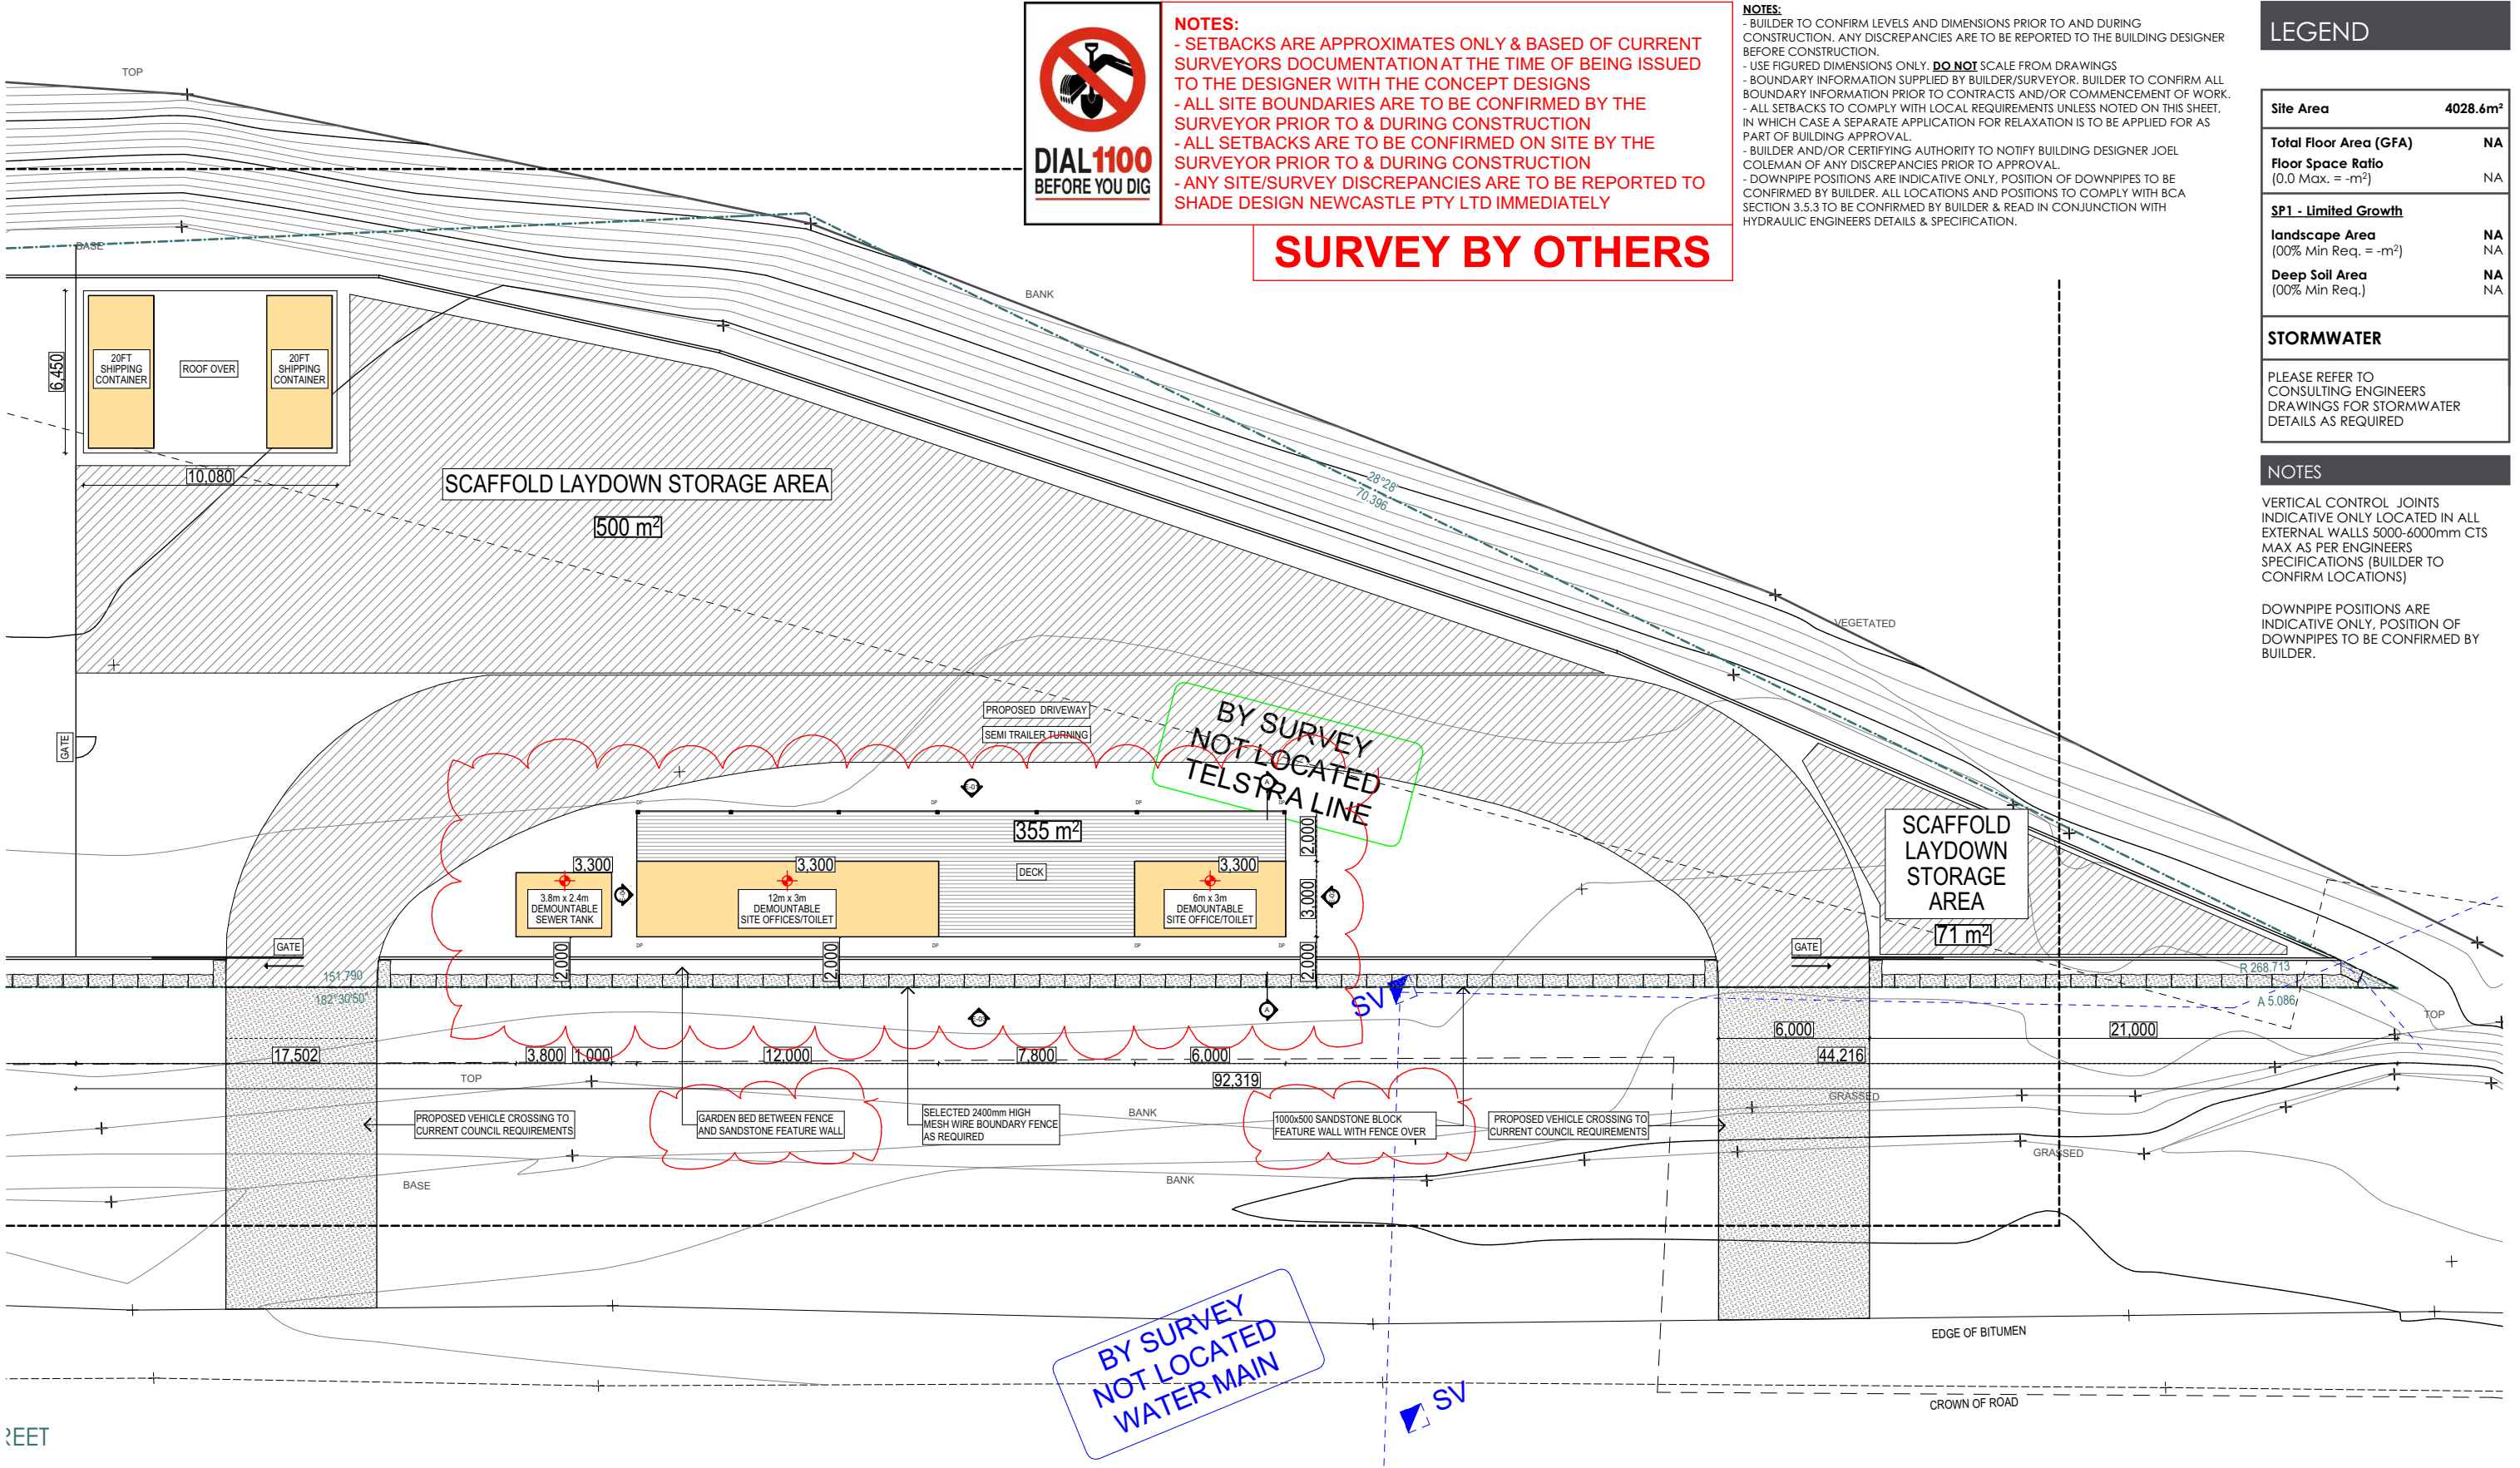 DIAL1100
BEFORE YOU DIG
NOTES:
- SETBACKS ARE APPROXIMATES ONLY & BASED OF CURRENT
SURVEYORS DOCUMENTATION AT THE TIME OF BEING ISSUED
TO THE DESIGNER WITH THE CONCEPT DESIGNS
- ALL SITE BOUNDARIES ARE TO BE CONFIRMED BY THE
SURVEYOR PRIOR TO & DURING CONSTRUCTION
- ALL SETBACKS ARE TO BE CONFIRMED ON SITE BY THE
SURVEYOR PRIOR TO & DURING CONSTRUCTION
- ANY SITE/SURVEY DISCREPANCIES ARE TO BE REPORTED TO
SHADE DESIGN NEWCASTLE PTY LTD IMMEDIATELY
SURVEY BY OTHERS
NOTES:
- BUILDER TO CONFIRM LEVELS AND DIMENSIONS PRIOR TO AND DURING
CONSTRUCTION. ANY DISCREPANCIES ARE TO BE REPORTED TO THE BUILDING DESIGNER
BEFORE CONSTRUCTION.
- USE FIGURED DIMENSIONS ONLY. DO NOT SCALE FROM DRAWINGS
- BOUNDARY INFORMATION SUPPLIED BY BUILDER/SURVEYOR. BUILDER TO CONFIRM ALL
BOUNDARY INFORMATION PRIOR TO CONTRACTS AND/OR COMMENCEMENT OF WORK.
- ALL SETBACKS TO COMPLY WITH LOCAL REQUIREMENTS UNLESS NOTED ON THIS SHEET,
IN WHICH CASE A SEPARATE APPLICATION FOR RELAXATION IS TO BE APPLIED FOR AS
PART OF BUILDING APPROVAL.
- BUILDER AND/OR CERTIFYING AUTHORITY TO NOTIFY BUILDING DESIGNER JOEL
COLEMAN OF ANY DISCREPANCIES PRIOR TO APPROVAL.
- DOWNPIPE POSITIONS ARE INDICATIVE ONLY, POSITION OF DOWNPIPES TO BE
CONFIRMED BY BUILDER. ALL LOCATIONS AND POSITIONS TO COMPLY WITH BCA
SECTION 3.5.3 TO BE CONFIRMED BY BUILDER & READ IN CONJUNCTION WITH
HYDRAULIC ENGINEERS DETAILS & SPECIFICATION.
LEGEND
Site Area 4028.6m²
Total Floor Area (GFA) NA
Floor Space Ratio
(0.0 Max. = -m²) NA
SP1 - Limited Growth
landscape Area NA
(00% Min Req. = -m²) NA
Deep Soil Area NA
(00% Min Req.) NA
STORMWATER
PLEASE REFER TO
CONSULTING ENGINEERS
DRAWINGS FOR STORMWATER
DETAILS AS REQUIRED
NOTES
VERTICAL CONTROL JOINTS
INDICATIVE ONLY LOCATED IN ALL
EXTERNAL WALLS 5000-6000mm CTS
MAX AS PER ENGINEERS
SPECIFICATIONS (BUILDER TO
CONFIRM LOCATIONS)
DOWNPIPE POSITIONS ARE
INDICATIVE ONLY, POSITION OF
DOWNPIPES TO BE CONFIRMED BY
BUILDER.
TOP
BASE
BANK
6,450
20FT
SHIPPING
CONTAINER
ROOF OVER
20FT
SHIPPING
CONTAINER
10,080
SCAFFOLD LAYDOWN STORAGE AREA
500 m²
28°28'
70.396
VEGETATED
GATE
PROPOSED DRIVEWAY
SEMI TRAILER TURNING
BY SURVEY
NOT LOCATED
TELSTRA LINE
A
DP
DP
DP
DP
355 m²
2,000
3,300
3,300
3,300
DECK
3.8m x 2.4m
DEMOUNTABLE
SEWER TANK
12m x 3m
DEMOUNTABLE
SITE OFFICES/TOILET
6m x 3m
DEMOUNTABLE
SITE OFFICE/TOILET
3,000
SCAFFOLD
LAYDOWN
STORAGE
AREA
71 m²
DP
DP
DP
DP
GATE
2,000
2,000
2,000
GATE
151.790
182°30'50"
R 268.713
A 5.086
SV
A
TOP
17,502
3,800
1,000
12,000
7,800
6,000
6,000
21,000
44,216
92,319
TOP
PROPOSED VEHICLE CROSSING TO
CURRENT COUNCIL REQUIREMENTS
GARDEN BED BETWEEN FENCE
AND SANDSTONE FEATURE WALL
SELECTED 2400mm HIGH
MESH WIRE BOUNDARY FENCE
AS REQUIRED
BANK
1000x500 SANDSTONE BLOCK
FEATURE WALL WITH FENCE OVER
PROPOSED VEHICLE CROSSING TO
CURRENT COUNCIL REQUIREMENTS
GRASSED
GRASSED
BASE
BANK
BY SURVEY
NOT LOCATED
WATER MAIN
SV
EDGE OF BITUMEN
CROWN OF ROAD
REET